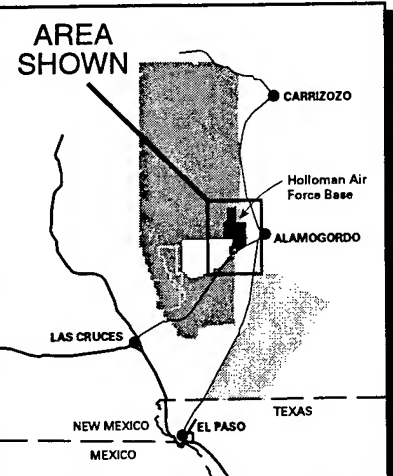 AREA
SHOWN
CARRIZOZO
Holloman Air
Force Base
ALAMOGORDO
LAS CRUCES
TEXAS
NEW MEXICO
EL PASO
MEXICO